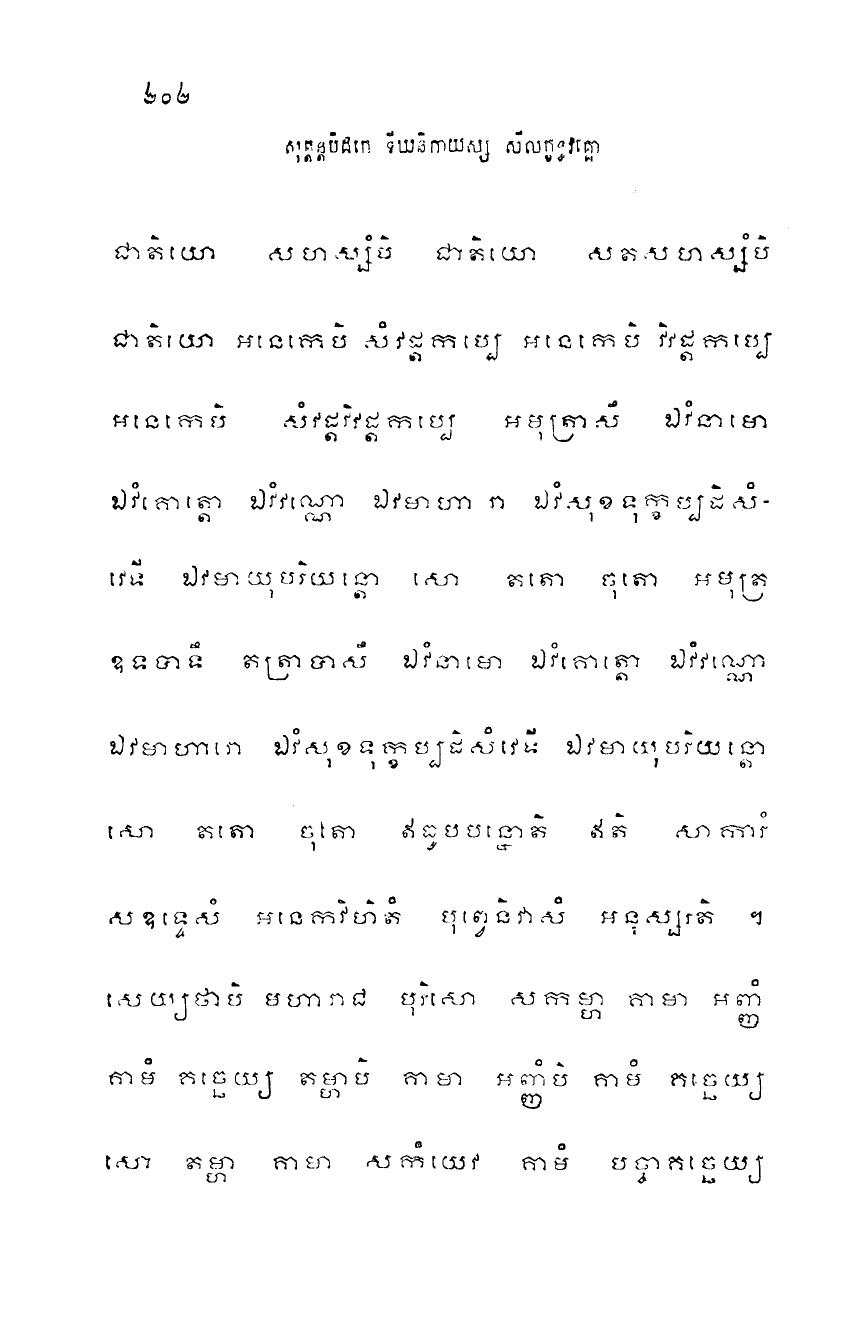 ២០២
សុត្តន្តបិដកេ ទីឃនិកាយស្ស សីលក្ខន្ធវគ្គោ
ជាតិយោ សហស្សំបិ ជាតិយោ សតសហស្សំបិ
ជាតិយោ អនេកេបិ សំវដ្តកប្បេ អនេកេបិ វិវដ្តកប្បេ
អនេកេបិ សំវដ្តវិវដ្តកប្បេ អមុត្រាសឹ ឯវំនាមោ
ឯវំគោត្តោ ឯវំវណ្ណោ ឯវមាហារោ ឯវំសុខទុក្ខប្បដិសំ-
វេទី ឯវមាយុបរិយន្តោ សោ តតោ ចុតោ អមុត្រ
ឧទបាទឹ តត្រាបាសឹ ឯវំនាមោ ឯវំគោត្តោ ឯវំវណ្ណោ
ឯវមាហារោ ឯវំសុខទុក្ខប្បដិសំវេទី ឯវមាយុបរិយន្តោ
សោ តតោ ចុតោ ឥធូបបន្នោតិ ឥតិ សាការំ
សឧទ្ទេសំ អនេកវិហិតំ បុព្វេនិវាសំ អនុស្សរតិ ។
សេយ្យថាបិ មហារាជ បុរិសោ សកម្ហា គាមា អញ្ញំ
គាមំ គច្ឆេយ្យ តម្ហាបិ គាមា អញ្ញំបិ គាមំ គច្ឆេយ្យ
សោ តម្ហា គាមា សកំយេវ គាមំ បច្ចាគច្ឆេយ្យ